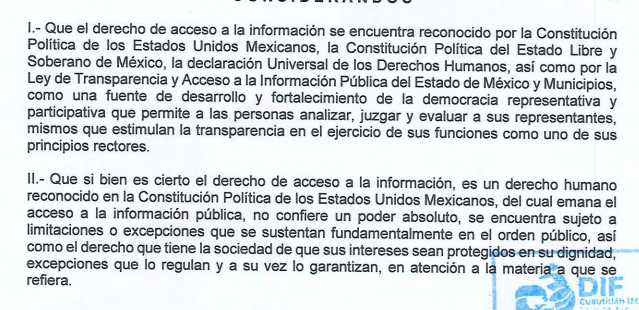 CONSIDERANDOS
I.- Que el derecho de acceso a la información se encuentra reconocido por la Constitución
Política de los Estados Unidos Mexicanos, la Constitución Política del Estado Libre y
Soberano de México, la declaración Universal de los Derechos Humanos, así como por la
Ley de Transparencia y Acceso a la Información Pública del Estado de México y Municipios,
como una fuente de desarrollo y fortalecimiento de la democracia representativa y
participativa que permite a las personas analizar, juzgar y evaluar a sus representantes,
mismos que estimulan la transparencia en el ejercicio de sus funciones como uno de sus
principios rectores.
II.- Que si bien es cierto el derecho de acceso a la información, es un derecho humano
reconocido en la Constitución Política de los Estados Unidos Mexicanos, del cual emana el
acceso a la información pública, no confiere un poder absoluto, se encuentra sujeto a
limitaciones o excepciones que se sustentan fundamentalmente en el orden público, así
como el derecho que tiene la sociedad de que sus intereses sean protegidos en su dignidad,
excepciones que lo regulan y a su vez lo garantizan, en atención a la materia a que se
refiera.
DIF
Cuautitlán